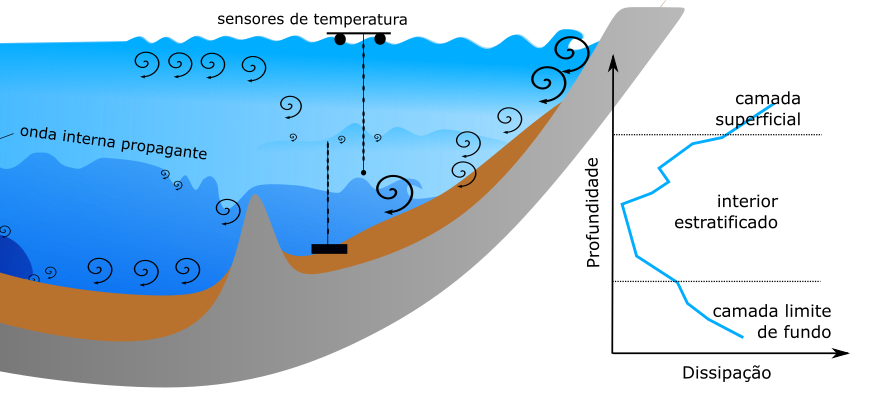 sensores de temperatura
onda interna propagante
camada
superficial
interior
estratificado
camada limite
de fundo
Profundidade
Dissipação